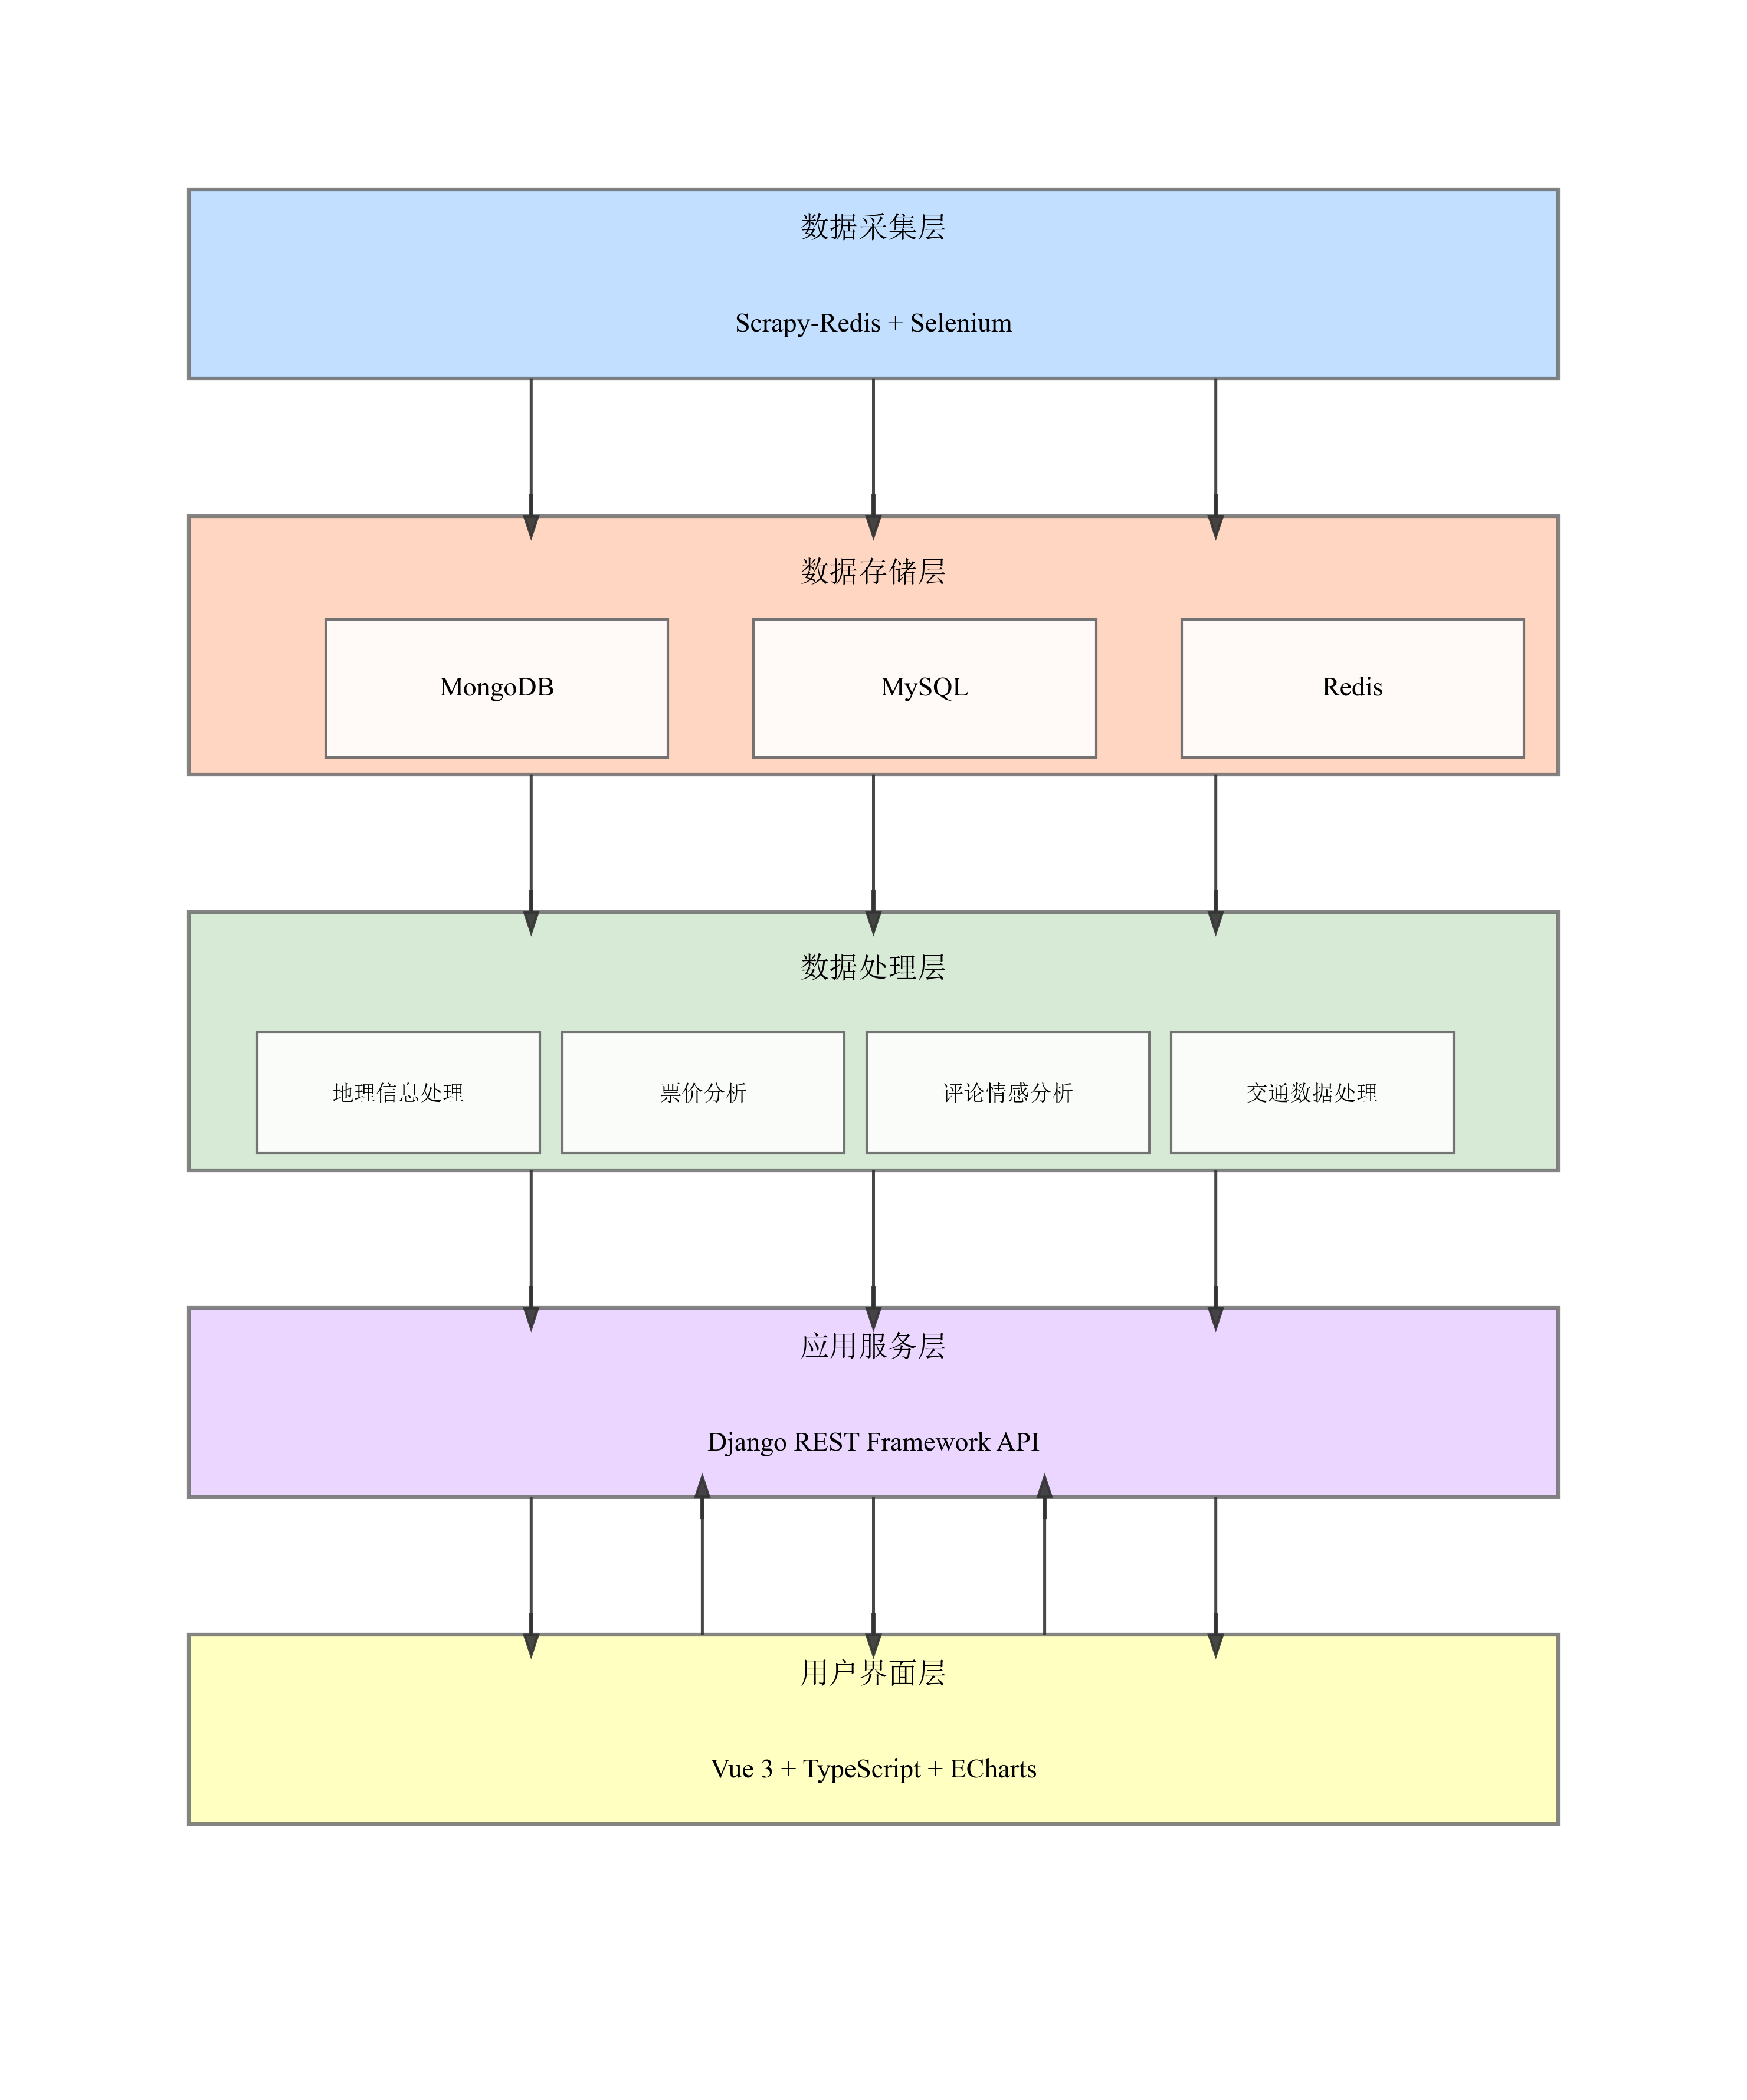 数据采集层
Scrapy-Redis + Selenium
数据存储层
MongoDB
MySQL
Redis
数据处理层
地理信息处理
票价分析
评论情感分析
交通数据处理
应用服务层
Django REST Framework API
用户界面层
Vue 3 + TypeScript + ECharts